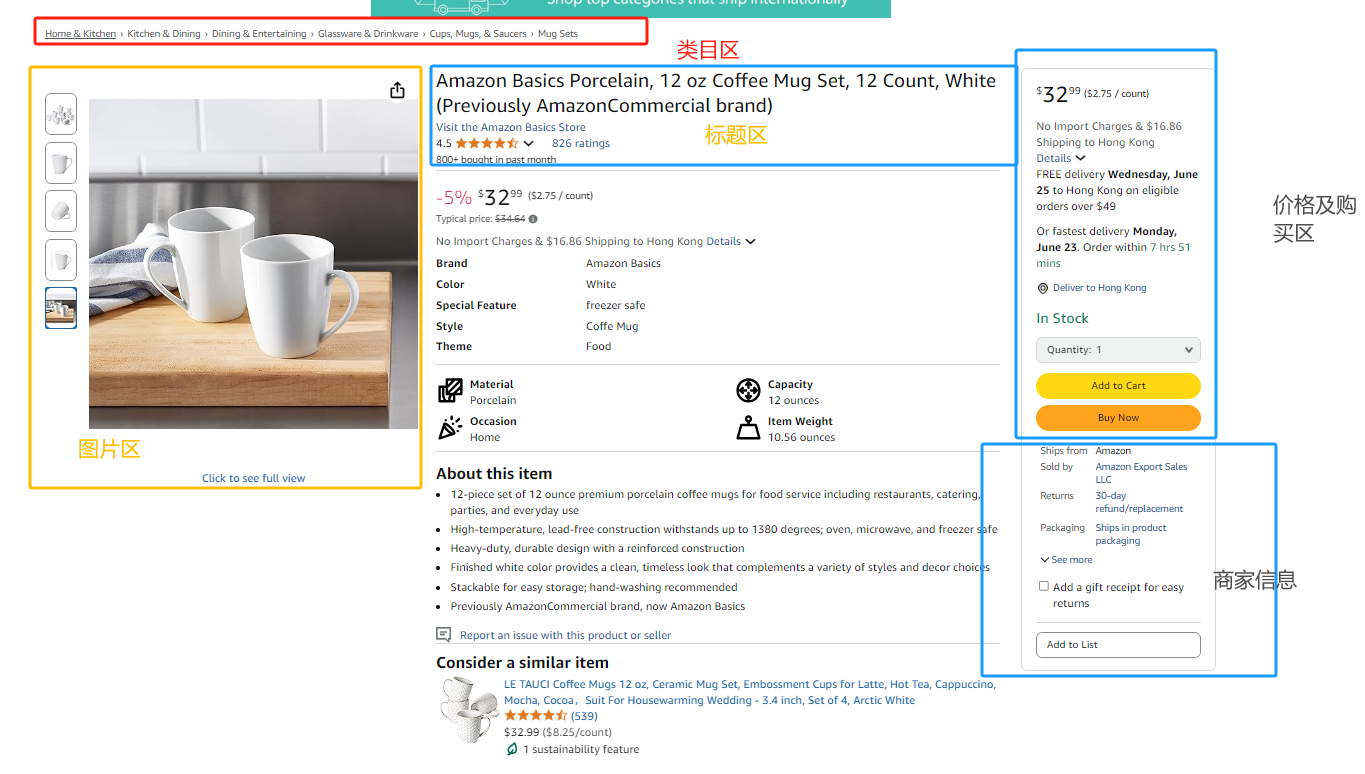 Shop top categories that ship internationally
Home & Kitchen › Kitchen & Dining › Dining & Entertaining › Glassware & Drinkware › Cups, Mugs, & Saucers › Mug Sets
类目区
Amazon Basics Porcelain, 12 oz Coffee Mug Set, 12 Count, White
(Previously AmazonCommercial brand)
Visit the Amazon Basics Store
标题区
4.5 826 ratings
800+ bought in past month
-5% $32 99 ($2.75 / count)
Typical price: $34.64
No Import Charges & $16.86 Shipping to Hong Kong Details
Brand Amazon Basics
Color White
Special Feature freezer safe
Style Coffe Mug
Theme Food
Material
Porcelain
Capacity
12 ounces
Occasion
Home
Item Weight
10.56 ounces
图片区
Click to see full view
About this item
• 12-piece set of 12 ounce premium porcelain coffee mugs for food service including restaurants, catering,
parties, and everyday use
• High-temperature, lead-free construction withstands up to 1380 degrees; oven, microwave, and freezer safe
• Heavy-duty, durable design with a reinforced construction
• Finished white color provides a clean, timeless look that complements a variety of styles and decor choices
• Stackable for easy storage; hand-washing recommended
• Previously AmazonCommercial brand, now Amazon Basics
Report an issue with this product or seller
Consider a similar item
LE TAUCI Coffee Mugs 12 oz, Ceramic Mug Set, Embossment Cups for Latte, Hot Tea, Cappuccino,
Mocha, Cocoa，Suit For Housewarming Wedding - 3.4 inch, Set of 4, Arctic White
(539)
$32.99 ($8.25/count)
1 sustainability feature
$32 99 ($2.75 / count)
No Import Charges & $16.86
Shipping to Hong Kong
Details
FREE delivery Wednesday, June
25 to Hong Kong on eligible
orders over $49
Or fastest delivery Monday,
June 23. Order within 7 hrs 51
mins
Deliver to Hong Kong
In Stock
Quantity: 1
Add to Cart
Buy Now
价格及购
买区
Ships from Amazon
Sold by Amazon Export Sales
LLC
Returns 30-day
refund/replacement
Packaging Ships in product
packaging
See more
Add a gift receipt for easy
returns
商家信息
Add to List